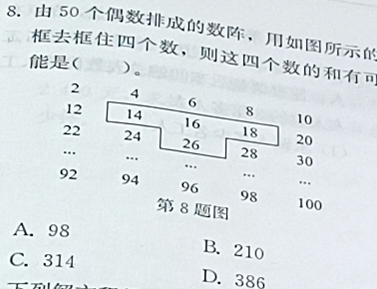 8. 由 50 个偶数排成的数阵，用如图所示的
框去框住四个数，则这四个数的和有可
能是(　　)。
2 4 6 8 10
12 14 16 18 20
22 24 26 28 30
... ... ... ... ...
92 94 96 98 100
第 8 题图
A. 98
B. 210
C. 314
D. 386